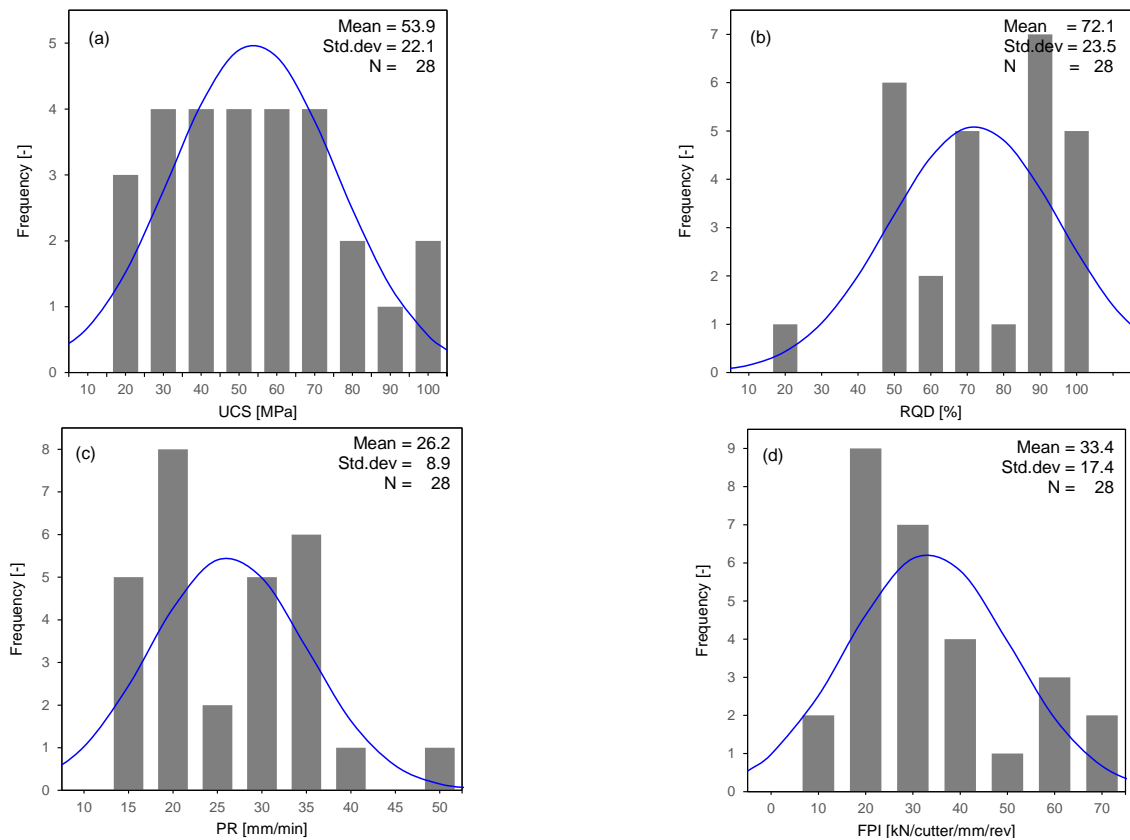 (a)
Mean = 53.9
Std.dev = 22.1
N = 28
Frequency [-]
5
4
3
2
1
0
10 20 30 40 50 60 70 80 90 100
UCS [MPa]
(b)
Mean = 72.1
Std.dev = 23.5
N = 28
Frequency [-]
7
6
5
4
3
2
1
0
10 20 30 40 50 60 70 80 90 100
RQD [%]
(c)
Mean = 26.2
Std.dev = 8.9
N = 28
Frequency [-]
8
7
6
5
4
3
2
1
0
10 15 20 25 30 35 40 45 50
PR [mm/min]
(d)
Mean = 33.4
Std.dev = 17.4
N = 28
Frequency [-]
9
8
7
6
5
4
3
2
1
0
0 10 20 30 40 50 60 70
FPI [kN/cutter/mm/rev]